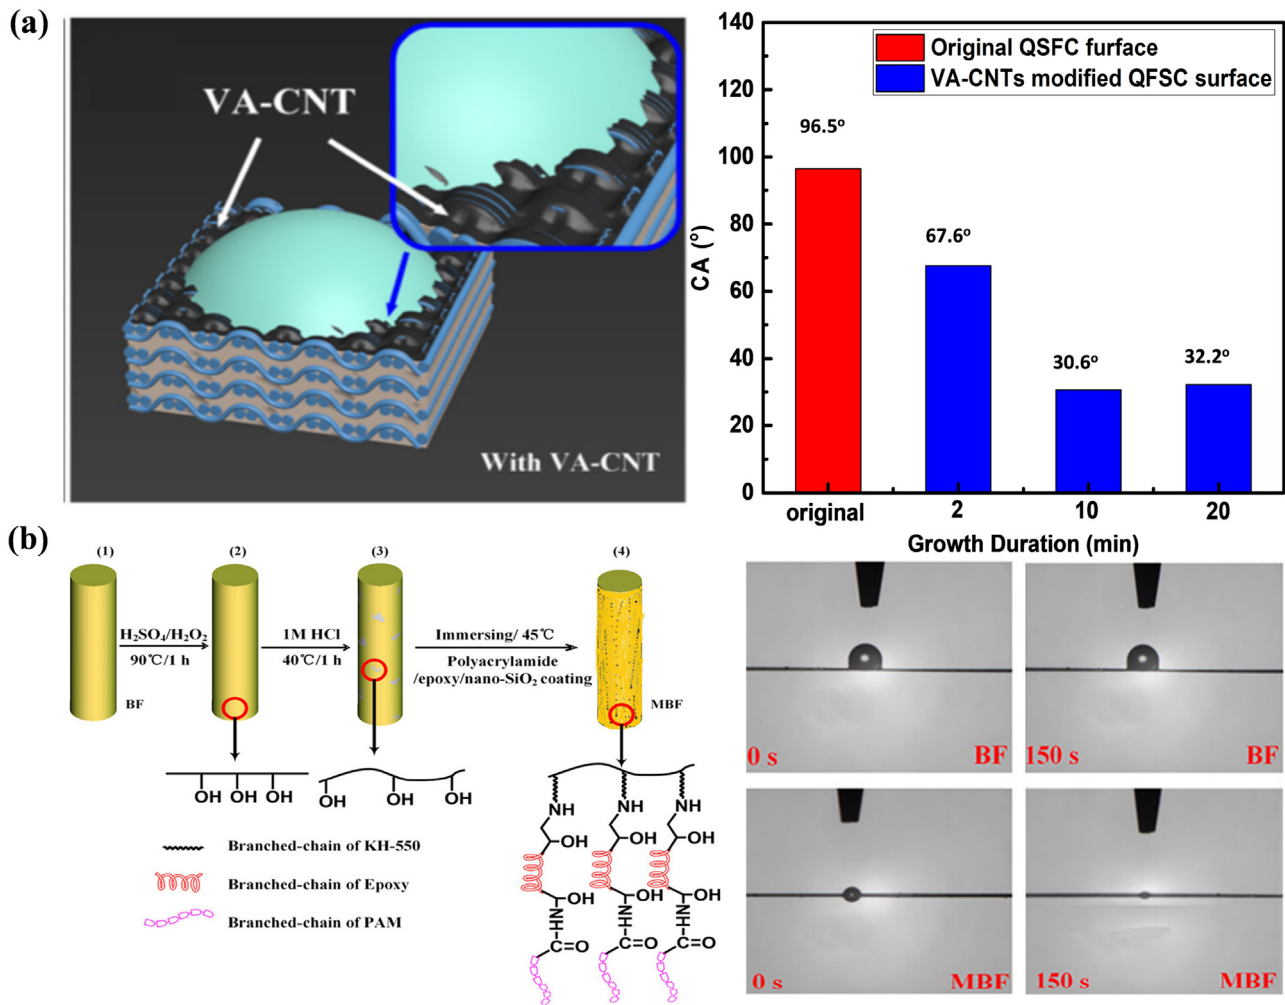 (a)
VA-CNT
With VA-CNT
140
120
100
80
60
40
20
0
CA (°)
Original QSFC furface
VA-CNTs modified QFSC surface
96.5°
67.6°
30.6°
32.2°
original
2
10
20
Growth Duration (min)
(b)
(1)
(2)
(3)
(4)
H₂SO₄/H₂O₂
90℃/1 h
1M HCl
40℃/1 h
Immersing/ 45℃
Polyacrylamide
/epoxy/nano-SiO₂ coating
BF
MBF
OH OH OH
OH OH OH
Branched-chain of KH-550
Branched-chain of Epoxy
Branched-chain of PAM
NH NH NH
OH OH OH
OH OH OH
N-H N-H N-H
C=O C=O C=O
0 s BF
150 s BF
0 s MBF
150 s MBF